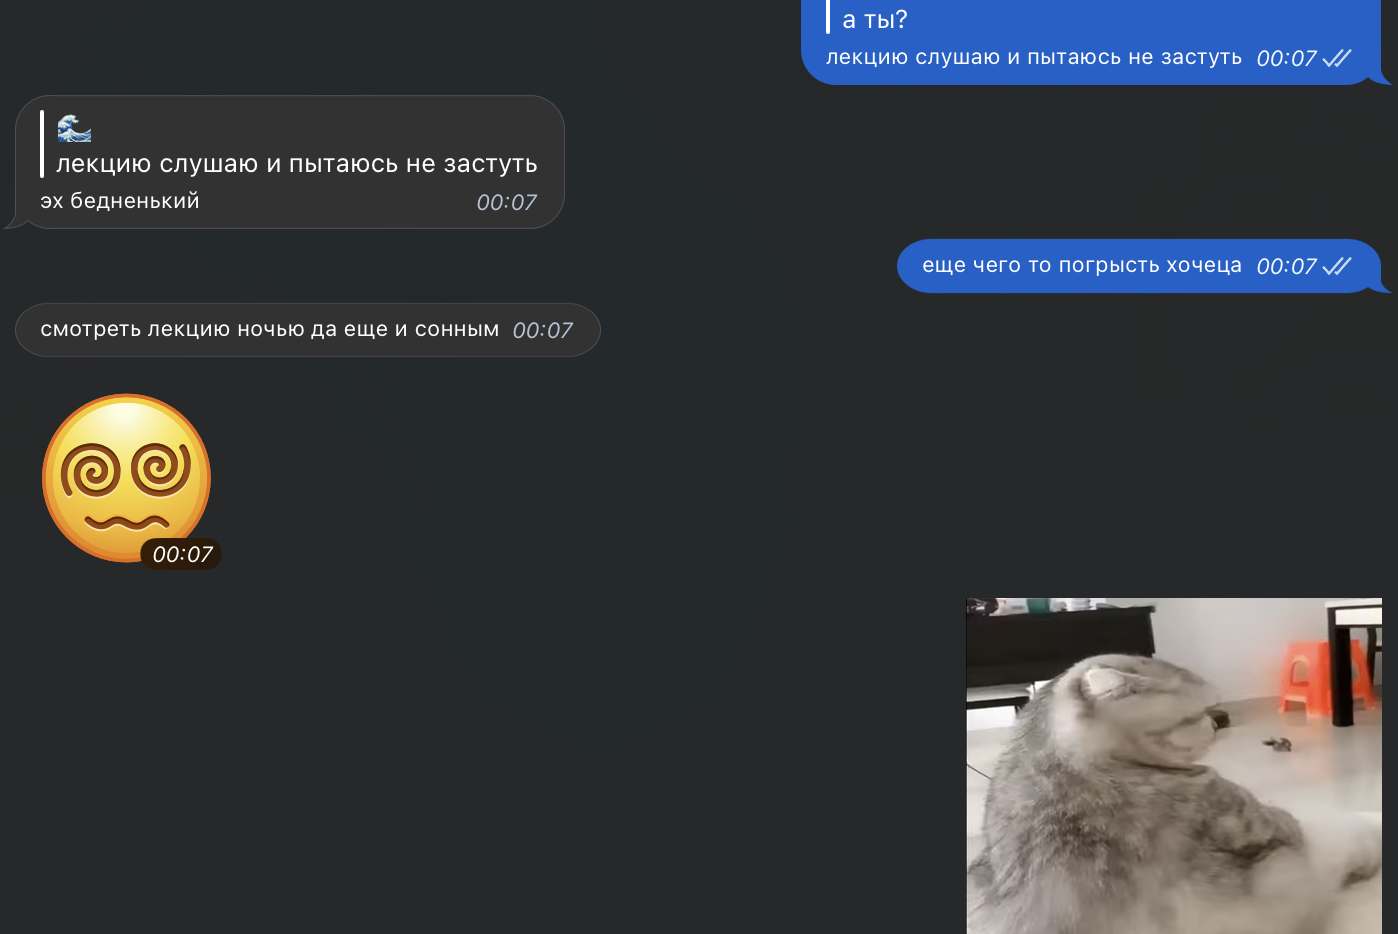 а ты?
лекцию слушаю и пытаюсь не застуть 00:07
🌊
лекцию слушаю и пытаюсь не застуть
эх бедненький 00:07
еще чего то погрысть хочеца 00:07
смотреть лекцию ночью да еще и сонным 00:07
00:07